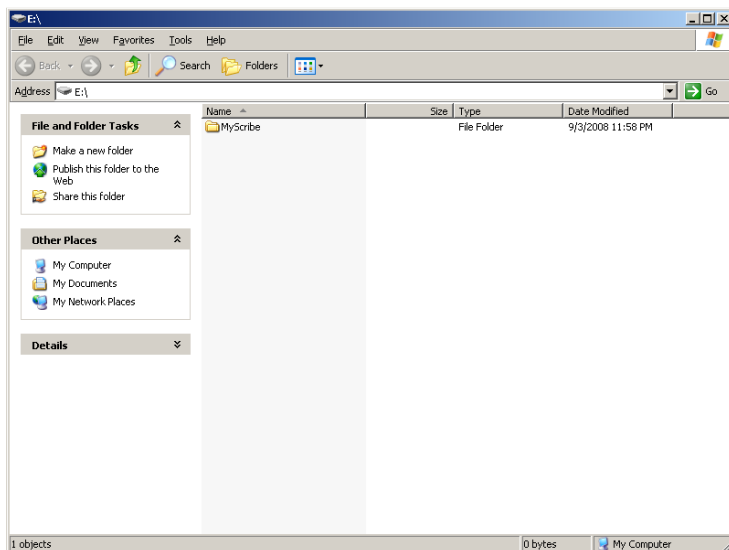 E:\
File Edit View Favorites Tools Help
Back Search Folders
Address E:\ Go
Name Size Type Date Modified
MyScribe File Folder 9/3/2008 11:58 PM
File and Folder Tasks
Make a new folder
Publish this folder to the
Web
Share this folder
Other Places
My Computer
My Documents
My Network Places
Details
1 objects 0 bytes My Computer